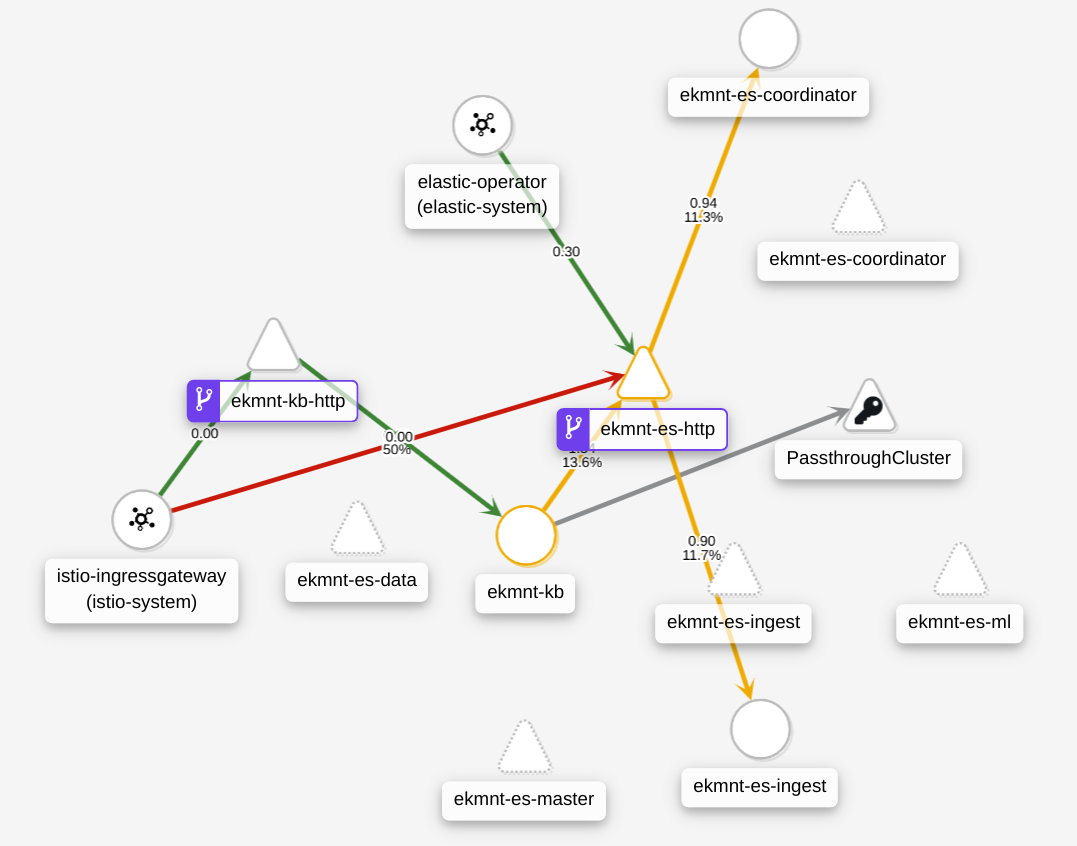 ekmnt-es-coordinator
elastic-operator
(elastic-system)
0.94
11.3%
0.30
ekmnt-es-coordinator
ekmnt-kb-http
0.00
0.00
50%
ekmnt-es-http
13.6%
PassthroughCluster
istio-ingressgateway
(istio-system)
ekmnt-es-data
ekmnt-kb
0.90
11.7%
ekmnt-es-ingest
ekmnt-es-ml
ekmnt-es-master
ekmnt-es-ingest